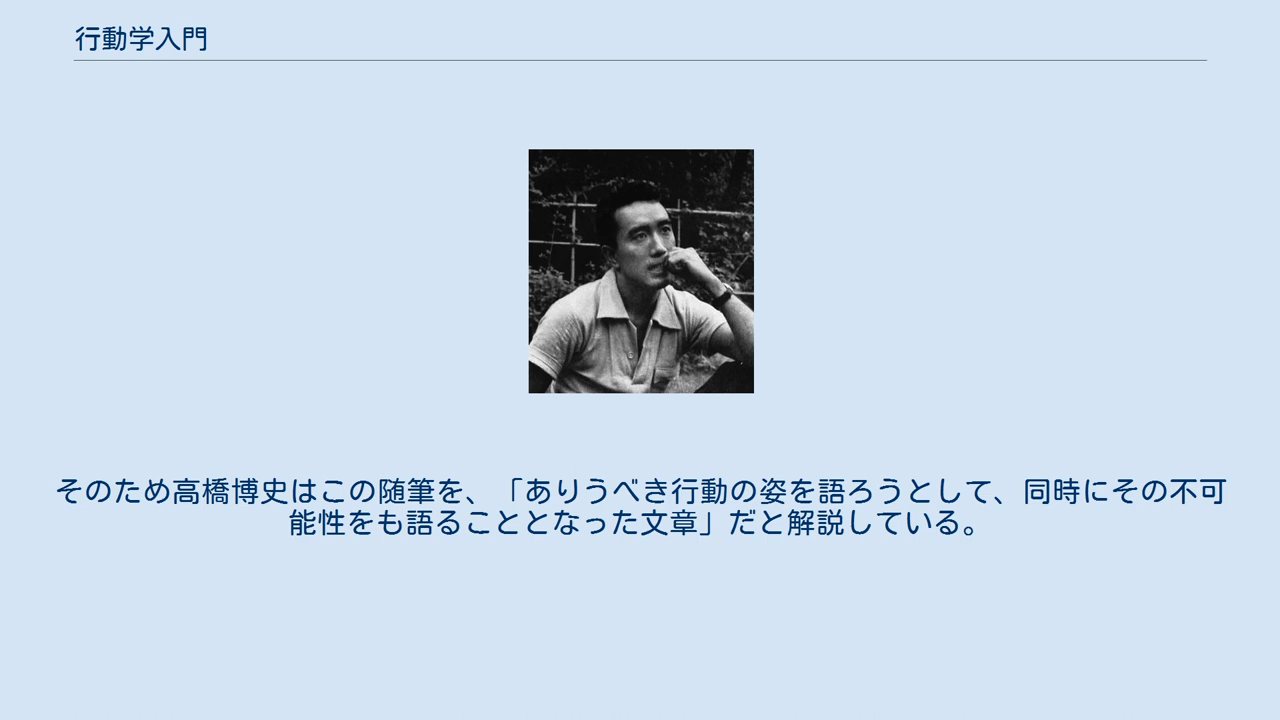 行動学入門
そのため高橋博史はこの随筆を、「ありうべき行動の姿を語ろうとして、同時にその不可
能性をも語ることとなった文章」だと解説している。